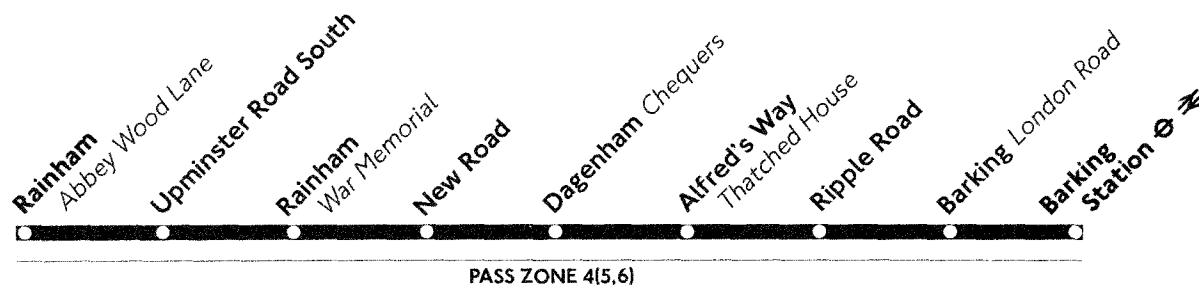 Rainham
Abbey Wood Lane
Upminster Road South
Rainham
War Memorial
New Road
Dagenham Chequers
Alfred's Way
Thatched House
Ripple Road
Barking London Road
Barking
Station
PASS ZONE 4(5,6)